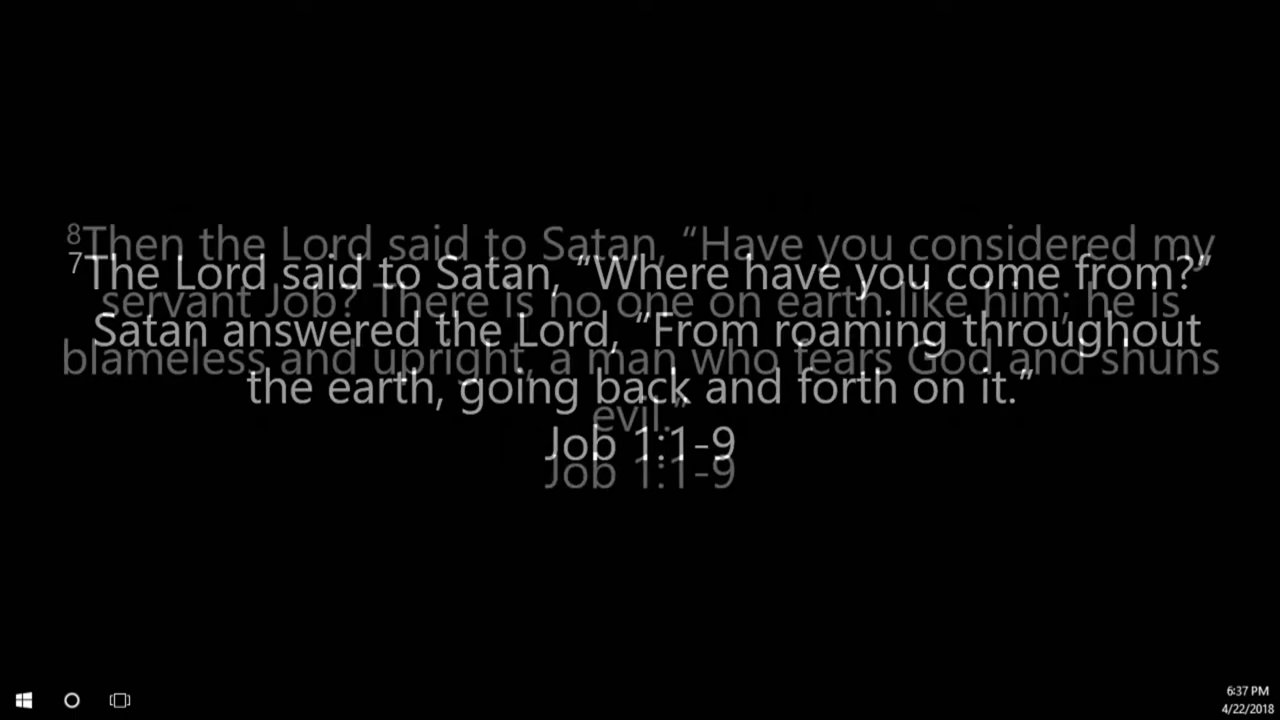 ⁷The Lord said to Satan, “Where have you come from?”
Satan answered the Lord, “From roaming throughout
the earth, going back and forth on it.”
Job 1:1-9
⁸Then the Lord said to Satan, “Have you considered my
servant Job? There is no one on earth like him; he is
blameless and upright, a man who fears God and shuns
evil.”
Job 1:1-9
6:37 PM
4/22/2018